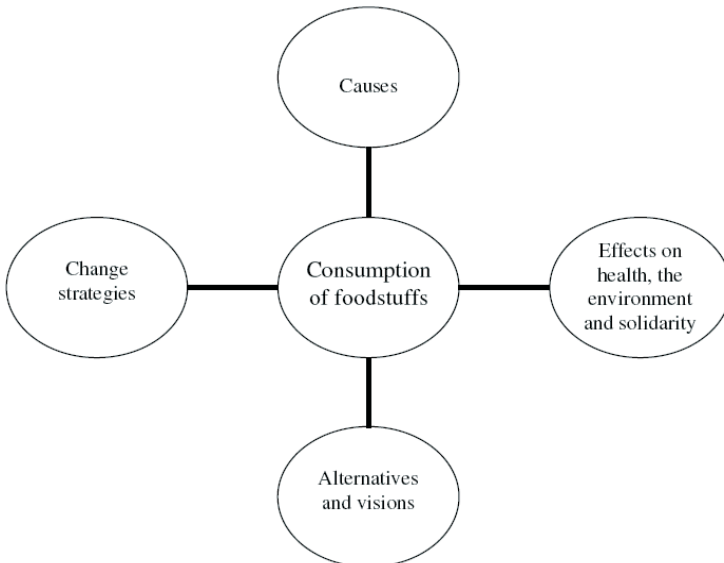 Causes
Change
strategies
Consumption
of foodstuffs
Effects on
health, the
environment
and solidarity
Alternatives
and visions